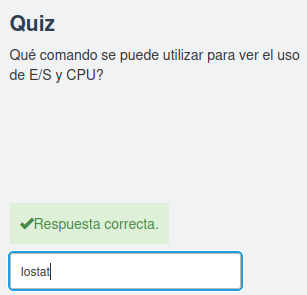 Quiz
Qué comando se puede utilizar para ver el uso
de E/S y CPU?
Respuesta correcta.
Iostat